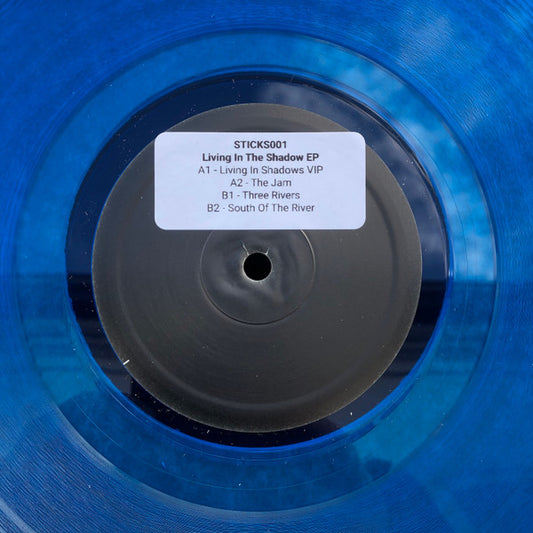 STICKS001
Living In The Shadow EP
A1 - Living In Shadows VIP
A2 - The Jam
B1 - Three Rivers
B2 - South Of The River